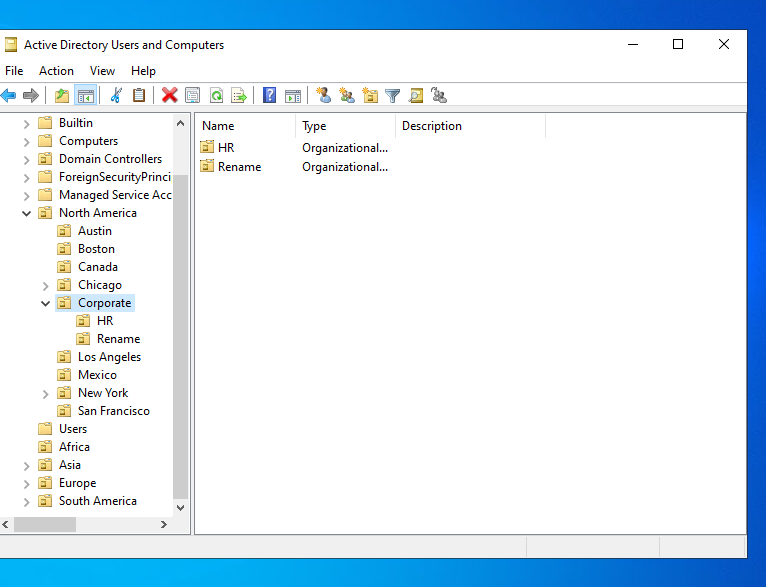 Active Directory Users and Computers
File Action View Help
Builtin
Computers
Domain Controllers
ForeignSecurityPrinci
Managed Service Acc
North America
Austin
Boston
Canada
Chicago
Corporate
HR
Rename
Los Angeles
Mexico
New York
San Francisco
Users
Africa
Asia
Europe
South America
Name Type Description
HR Organizational...
Rename Organizational...